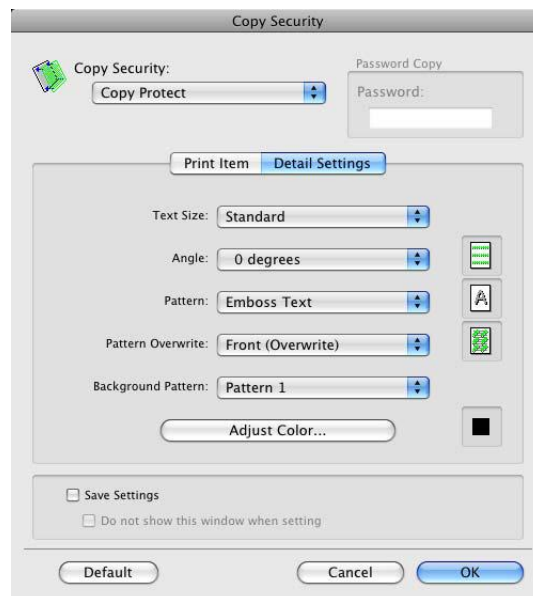 Copy Security
Copy Security:
Copy Protect
Password Copy
Password:
Print Item
Detail Settings
Text Size: Standard
Angle: 0 degrees
Pattern: Emboss Text
A
Pattern Overwrite: Front (Overwrite)
Background Pattern: Pattern 1
Adjust Color...
Save Settings
Do not show this window when setting
Default
Cancel
OK